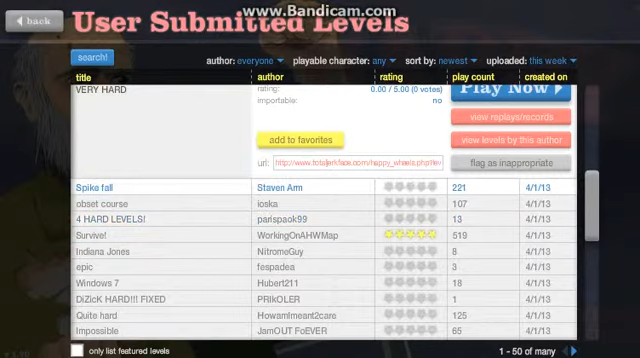 www.Bandicam.com
back
User Submitted Levels
search!
author: everyone playable character: any sort by: newest uploaded: this week
title author rating play count created on
VERY HARD
rating: 0.00 / 5.00 (0 votes)
importable: no
Play Now
view replays/records
add to favorites
view levels by this author
url: http://www.totaljerkface.com/happy_wheels.php?lev
flag as inappropriate
Spike fall Staven Arm 221 4/1/13
obset course ioska 107 4/1/13
4 HARD LEVELS! parispaok99 13 4/1/13
Survive! WorkingOnAHWMap 519 4/1/13
Indiana Jones NitromeGuy 8 4/1/13
epic fespadea 3 4/1/13
Windows 7 Hubert211 18 4/1/13
DiZicK HARD!!! FIXED PRIKOLER 1 4/1/13
Quite hard HowamImeant2care 125 4/1/13
Impossible JamOUT FoEVER 65 4/1/13
only list featured levels
1 - 50 of many